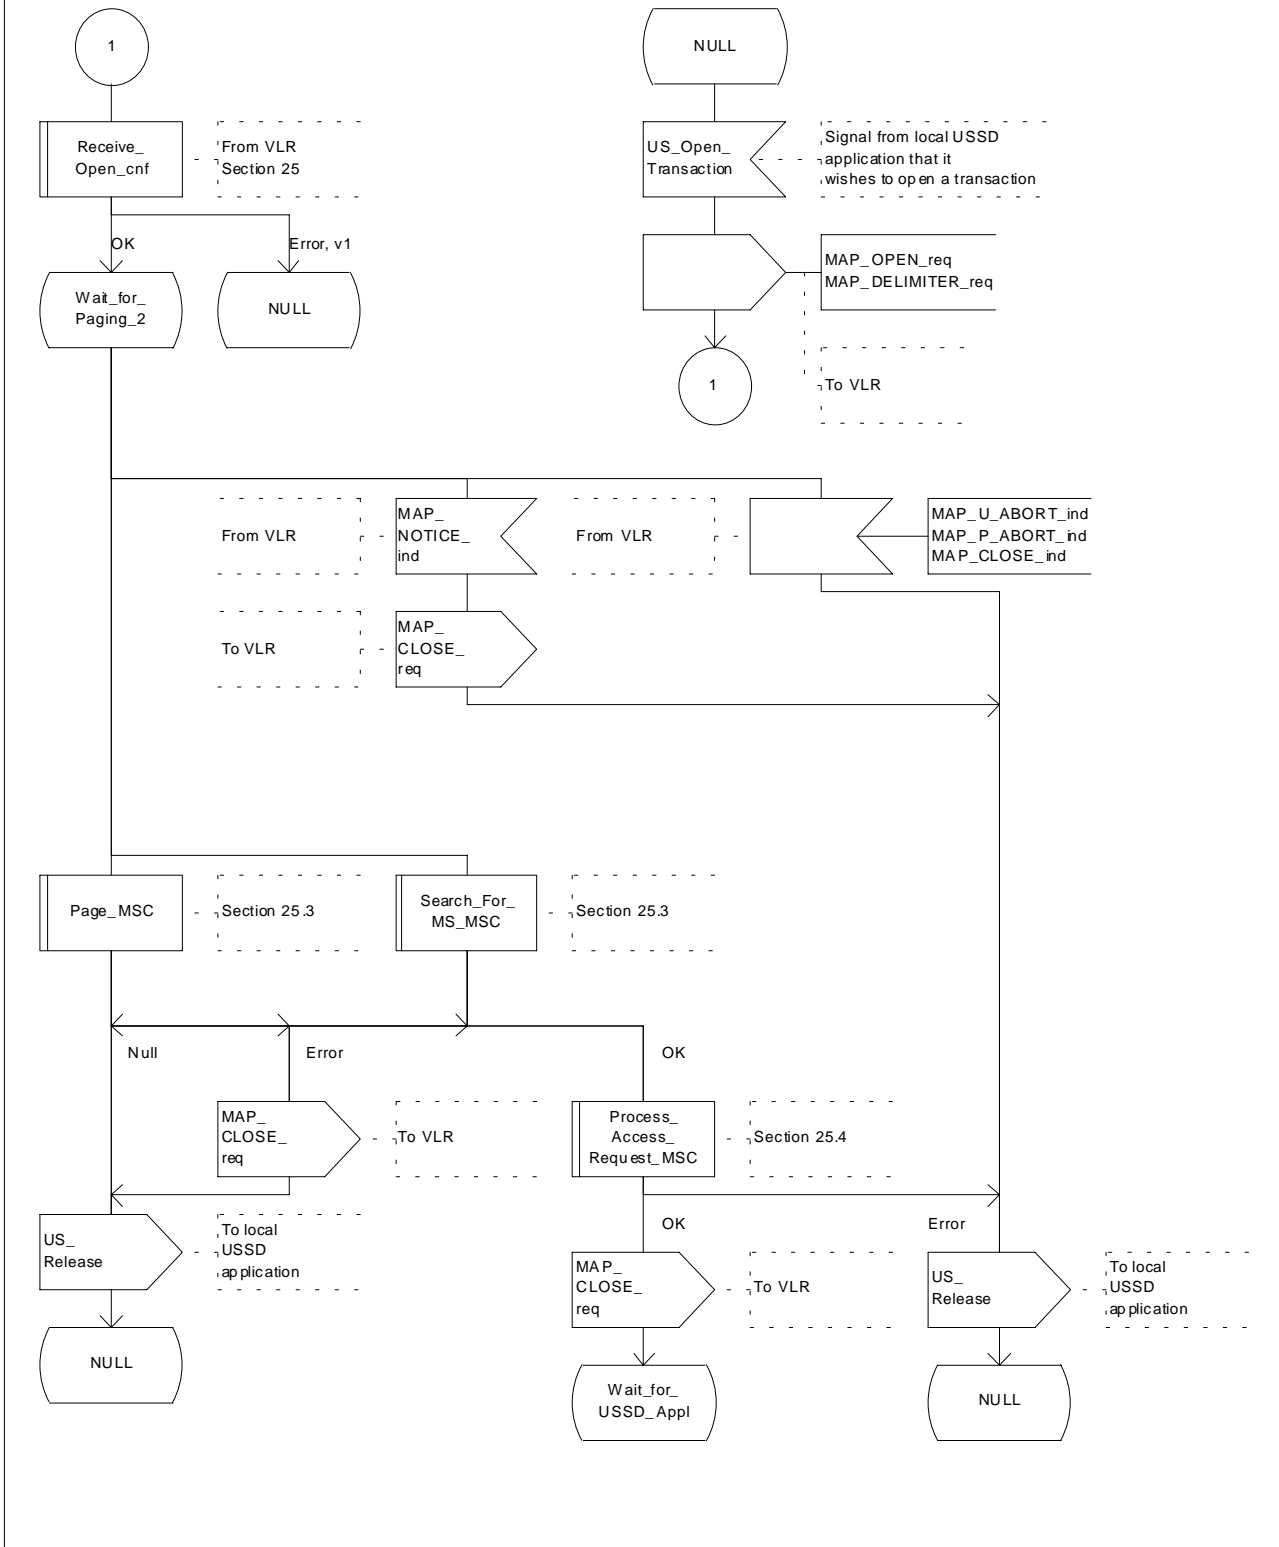 1
NULL
Receive_
Open_cnf
From VLR
Section 25
US_Open_
Transaction
Signal from local USSD
application that it
wishes to open a transaction
OK
Error, v1
MAP_OPEN_req
MAP_DELIMITER_req
Wait_for_
Paging_2
NULL
1
To VLR
From VLR
MAP_
NOTICE_
ind
From VLR
MAP_U_ABORT_ind
MAP_P_ABORT_ind
MAP_CLOSE_ind
To VLR
MAP_
CLOSE_
req
Page_MSC
Section 25.3
Search_For_
MS_MSC
Section 25.3
Null
Error
OK
MAP_
CLOSE_
req
To VLR
Process_
Access_
Request_MSC
Section 25.4
US_
Release
To local
USSD
application
OK
Error
MAP_
CLOSE_
req
To VLR
US_
Release
To local
USSD
application
NULL
Wait_for_
USSD_Appl
NULL